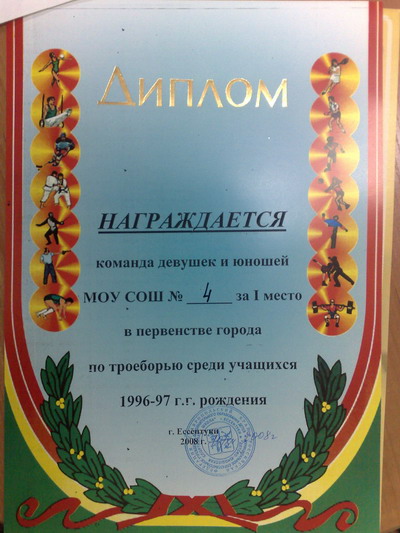 Диплом
НАГРАЖДАЕТСЯ
команда девушек и юношей
МОУ СОШ № 4 за I место
в первенстве города
по троеборью среди учащихся
1996-97 г.г. рождения
г. Ессентуки
2008 г. 2008г